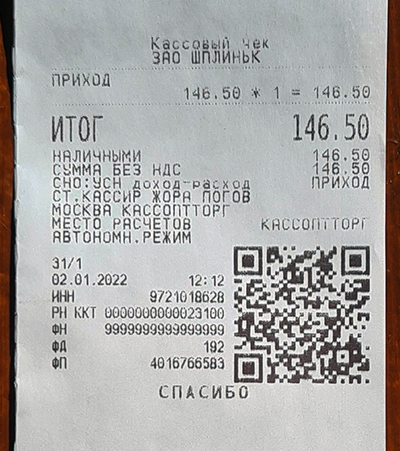 Кассовый чек
ЗАО ШПЛИНЬК
ПРИХОД
146.50 * 1 = 146.50
ИТОГ 146.50
НАЛИЧНЫМИ 146.50
СУММА БЕЗ НДС 146.50
СНО:УСН доход-расход ПРИХОД
СТ.КАССИР ЖОРА ПОГОВ
МОСКВА КАССОПТТОРГ
МЕСТО РАСЧЕТОВ КАССОПТТОРГ
АВТОНОМН.РЕЖИМ
31/1
02.01.2022 12:12
ИНН 9721018628
РН ККТ 0000000000023100
ФН 9999999999999999
ФД 192
ФП 4016766583
СПАСИБО